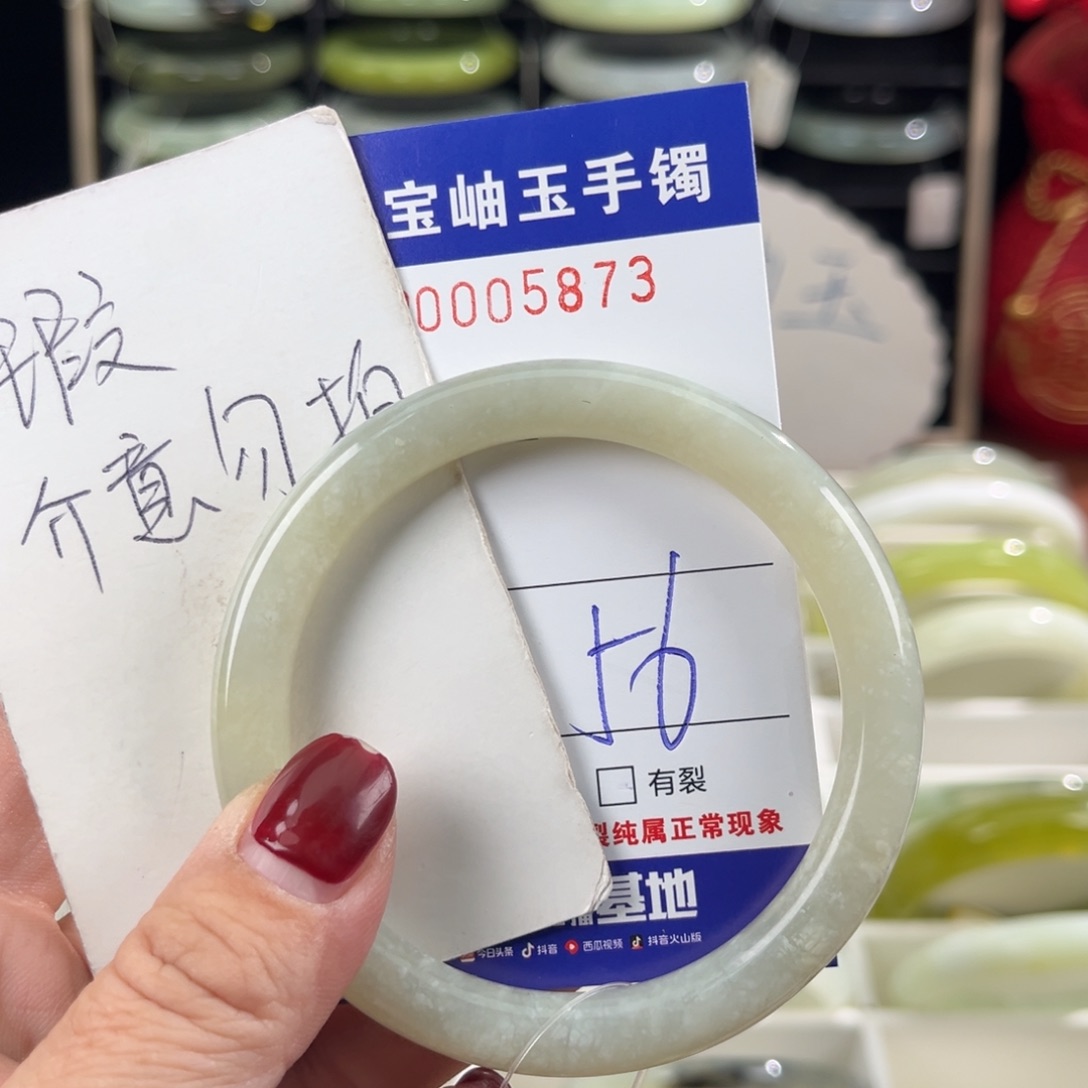 瑕
介意勿拍
宝岫玉手镯
0005873
56
有裂
裂纯属正常现象
播基地
今日头条 抖音 西瓜视频 抖音火山版
玉